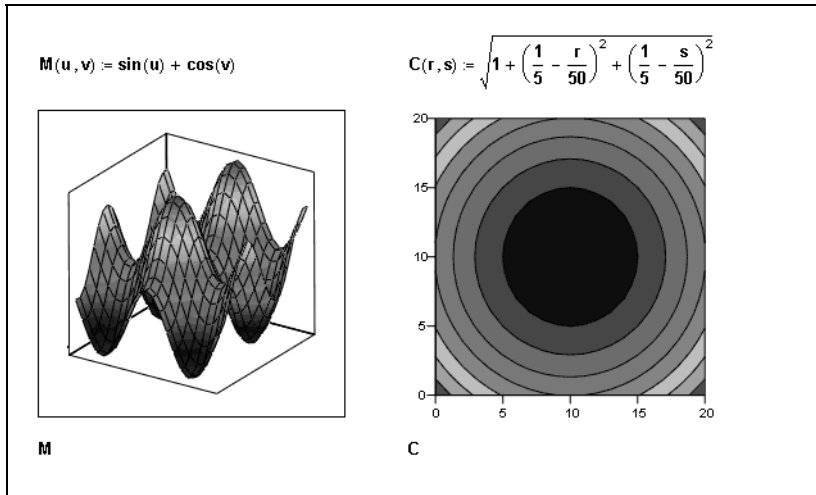 M(u,v) := sin(u) + cos(v)
C(r,s) := √(1 + (1/5 - r/50)² + (1/5 - s/50)²)
20
15
10
5
0
0 5 10 15 20
M
C